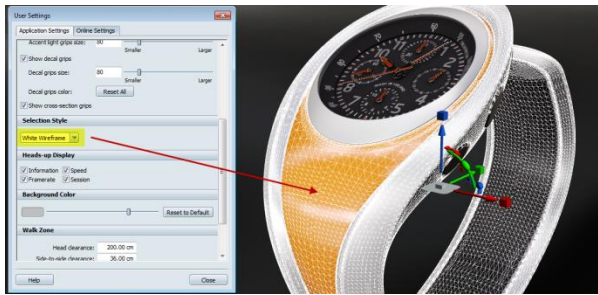 User Settings
Application Settings Online Settings
Accent light grips size: 80
Smaller Larger
Show decal grips
Decal grips size: 80
Smaller Larger
Decal grips color: Reset All
Show cross-section grips
Selection Style
White Wireframe
Heads-up Display
Information Speed
Framerate Session
Background Color
Reset to Default
Walk Zone
Head clearance: 200.00 cm
Side-to-side clearance: 36.00 cm
Help Close